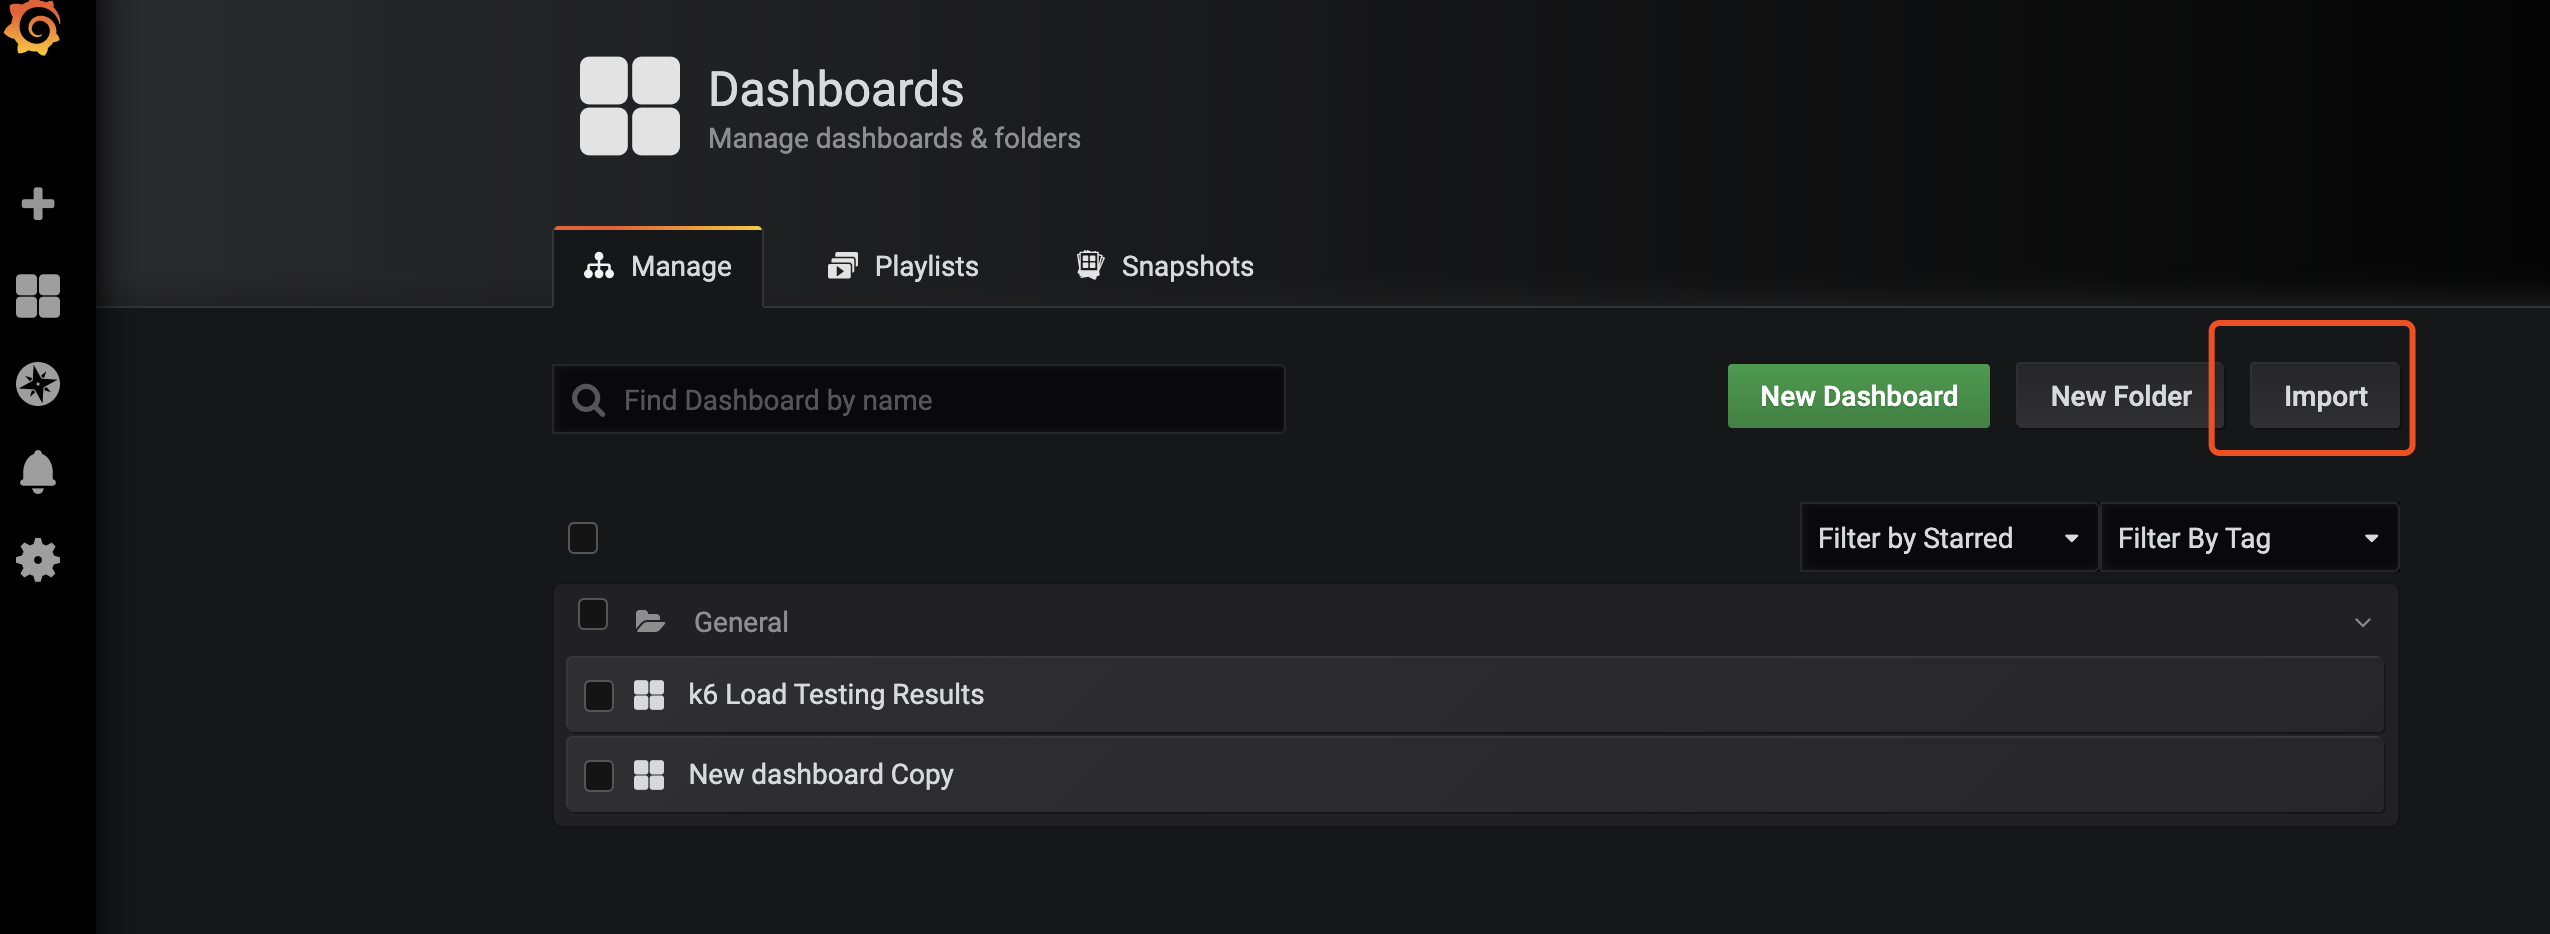 Dashboards
Manage dashboards & folders
Manage
Playlists
Snapshots
Find Dashboard by name
New Dashboard
New Folder
Import
Filter by Starred
Filter By Tag
General
k6 Load Testing Results
New dashboard Copy